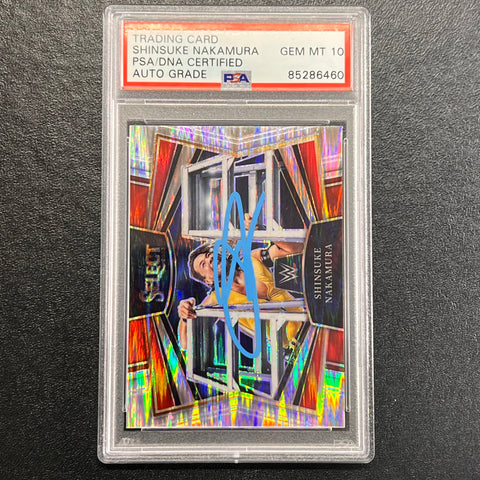 TRADING CARD
SHINSUKE NAKAMURA GEM MT 10
PSA/DNA CERTIFIED
AUTO GRADE PSA 85286460
SELECT
W
SHINSUKE
NAKAMURA